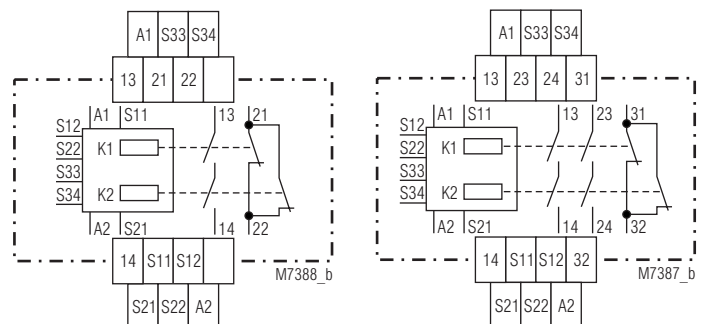 A1 S33 S34
13 21 22
A1 S11 13 21
S12
S22
S33
S34
K1
K2
A2 S21 14 22
14 S11 S12
M7388_b
S21 S22 A2
A1 S33 S34
13 23 24 31
A1 S11 13 23 31
S12
S22
S33
S34
K1
K2
A2 S21 14 24 32
14 S11 S12 32
M7387_b
S21 S22 A2